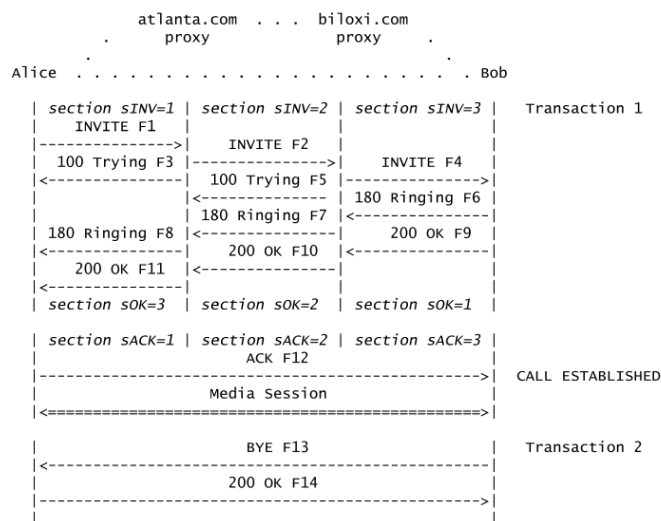 atlanta.com . . . biloxi.com
. proxy proxy .
. .
Alice . . . . . . . . . . . . . . . . . . . . . . Bob
| section sINV=1 | section sINV=2 | section sINV=3 | Transaction 1
| INVITE F1 | | |
|--------------->| INVITE F2 | |
| 100 Trying F3 |--------------->| INVITE F4 |
|<---------------| 100 Trying F5 |--------------->|
| |<-------------- | 180 Ringing F6 |
| | 180 Ringing F7 |<---------------|
| 180 Ringing F8 |<---------------| 200 OK F9 |
|<---------------| 200 OK F10 |<---------------|
| 200 OK F11 |<---------------| |
|<---------------| | |
| section sOK=3 | section sOK=2 | section sOK=1 |
| section sACK=1 | section sACK=2 | section sACK=3 |
| ACK F12 |
|------------------------------------------------->| CALL ESTABLISHED
| Media Session |
|<================================================>|
| BYE F13 | Transaction 2
|<-------------------------------------------------|
| 200 OK F14 |
|------------------------------------------------->|
| |